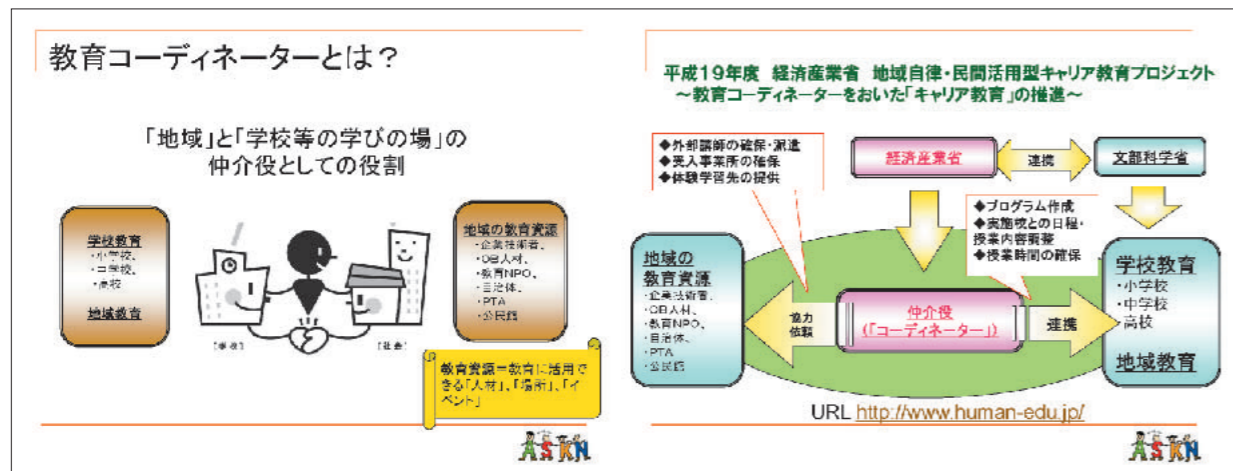 教育コーディネーターとは？
「地域」と「学校等の学びの場」の
仲介役としての役割
学校教育
・小学校、
・中学校、
・高校
地域教育
［学校］
［社会］
地域の教育資源
・企業技術者、
・OB人材、
・教育NPO、
・自治体、
・PTA
・公民館
教育資源＝教育に活用で
きる「人材」、「場所」、「イ
ベント」
ASKN
平成19年度 経済産業省 地域自律・民間活用型キャリア教育プロジェクト
～教育コーディネーターをおいた「キャリア教育」の推進～
◆外部講師の確保・派遣
◆受入事業所の確保
◆体験学習先の提供
経済産業省
連携
文部科学省
◆プログラム作成
◆実施校との日程・
授業内容調整
◆授業時間の確保
地域の
教育資源
・企業技術者、
・OB人材、
・教育NPO、
・自治体、
・PTA
・公民館
協力
依頼
仲介役
（「コーディネーター」）
連携
学校教育
・小学校
・中学校
・高校
地域教育
URL http://www.human-edu.jp/
ASKN